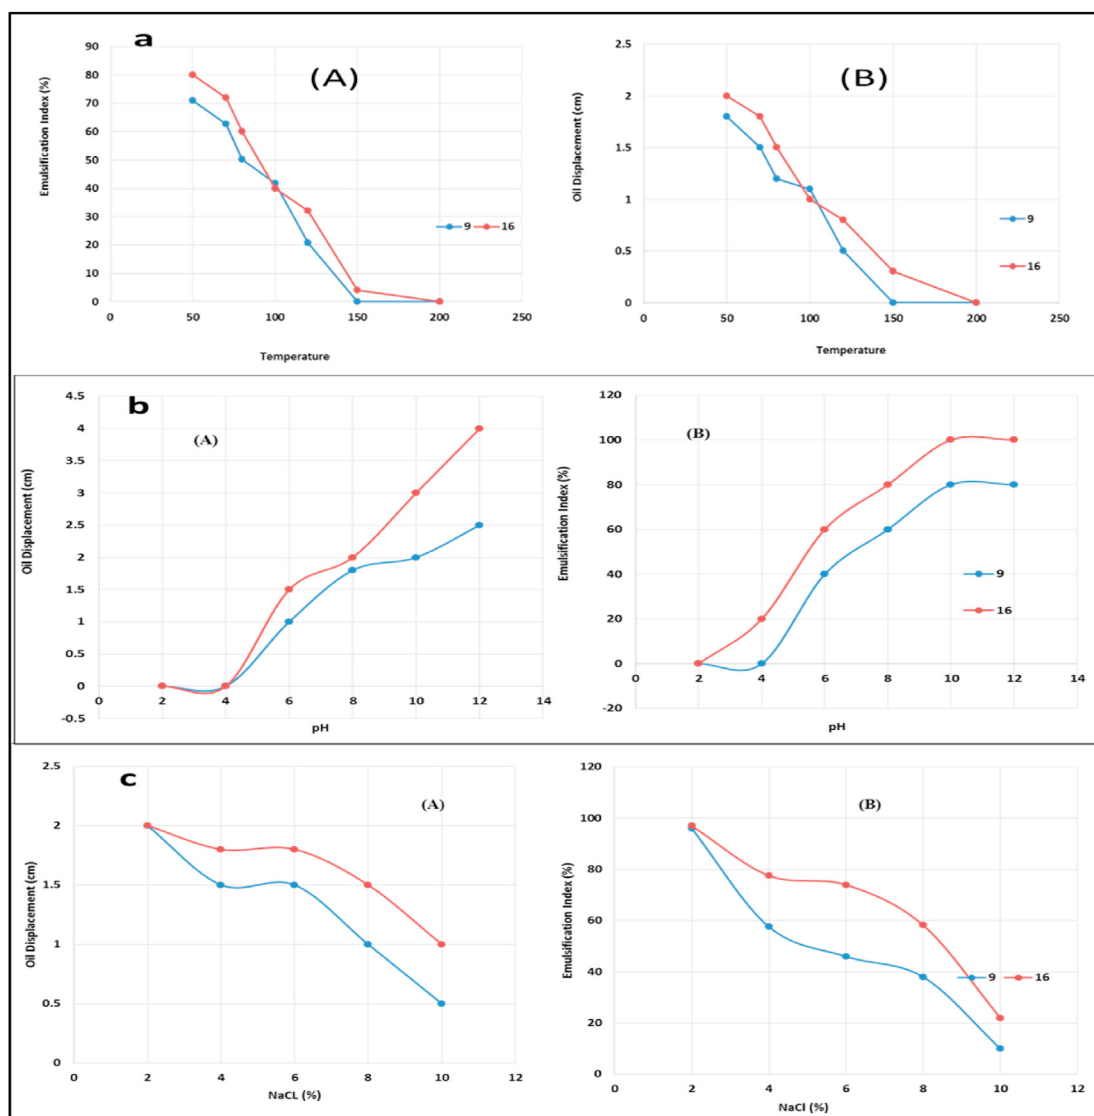 a
90
80
70
60
50
40
30
20
10
0
0 50 100 150 200 250
Emulsification Index (%)
Temperature
(A)
9 16
2.5
2
1.5
1
0.5
0
0 50 100 150 200 250
Oil Displacement (cm)
Temperature
(B)
9
16
b
4.5
4
3.5
3
2.5
2
1.5
1
0.5
0
-0.5
0 2 4 6 8 10 12 14
Oil Displacement (cm)
pH
(A)
120
100
80
60
40
20
0
-20
0 2 4 6 8 10 12 14
Emulsification Index (%)
pH
(B)
9
16
c
2.5
2
1.5
1
0.5
0
0 2 4 6 8 10 12
Oil Displacement (cm)
NaCL (%)
(A)
120
100
80
60
40
20
0
0 2 4 6 8 10 12
Emulsification Index (%)
NaCl (%)
(B)
9 16